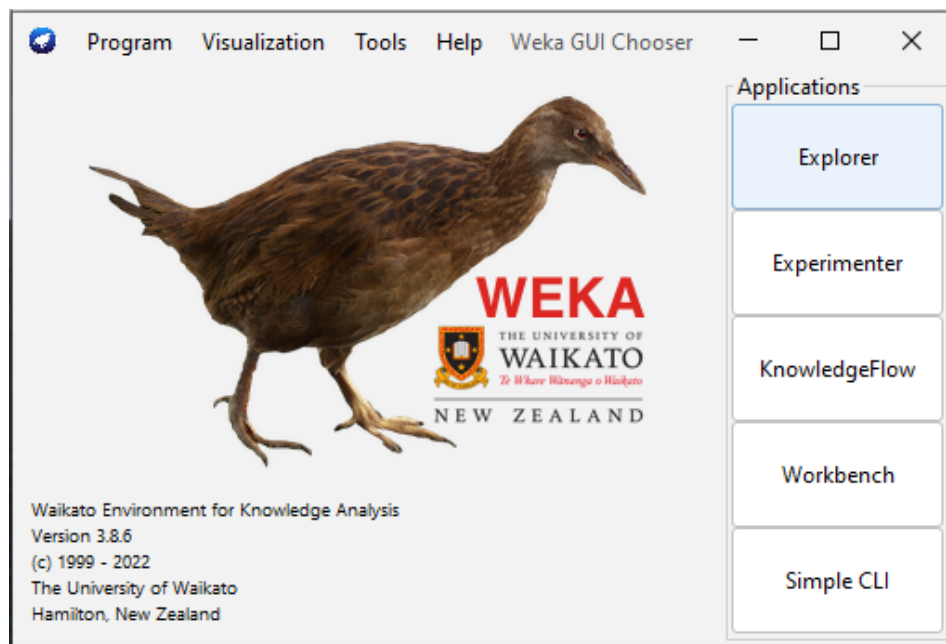 Program Visualization Tools Help Weka GUI Chooser
Applications
Explorer
Experimenter
KnowledgeFlow
Workbench
Simple CLI
WEKA
THE UNIVERSITY OF
WAIKATO
Te Whare Wānanga o Waikato
NEW ZEALAND
Waikato Environment for Knowledge Analysis
Version 3.8.6
(c) 1999 - 2022
The University of Waikato
Hamilton, New Zealand